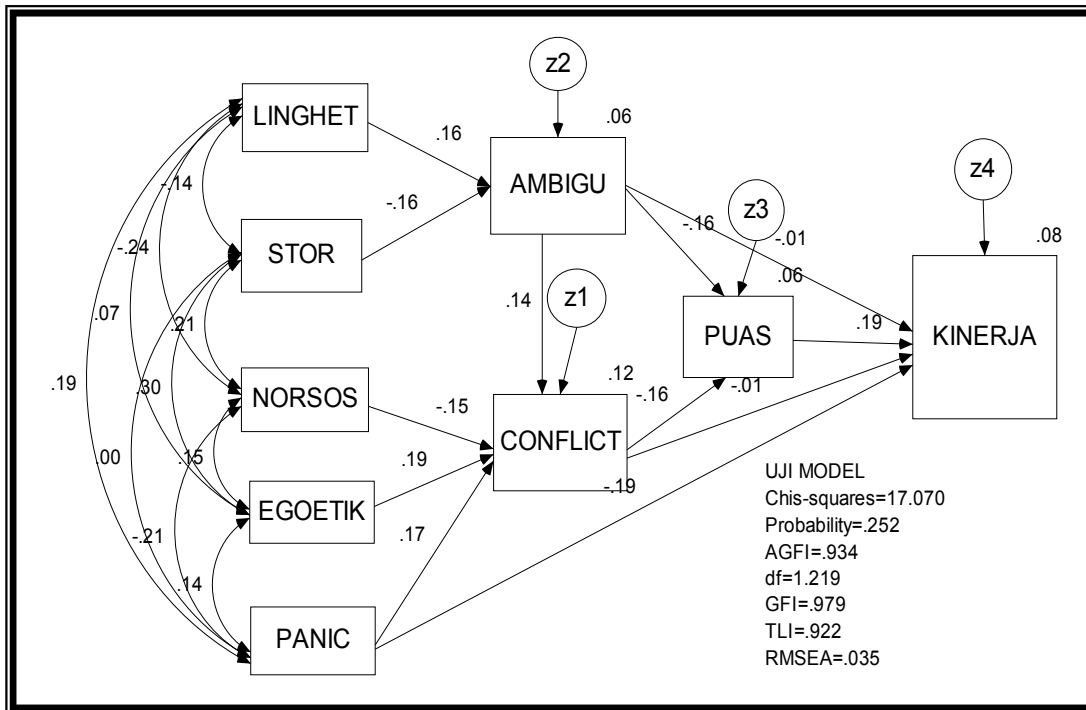 z2
LINGHET
.16
.06
AMBIGU
z4
-.14
-.16
z3
STOR
-.16
-.01
.08
-.24
z1
.06
.14
.07
.21
PUAS
.19
KINERJA
.19
.30
NORSOS
.12
-.16
-.01
-.15
CONFLICT
.00
.15
.19
-.19
EGOETIK
-.21
.17
.14
PANIC
UJI MODEL
Chis-squares=17.070
Probability=.252
AGFI=.934
df=1.219
GFI=.979
TLI=.922
RMSEA=.035